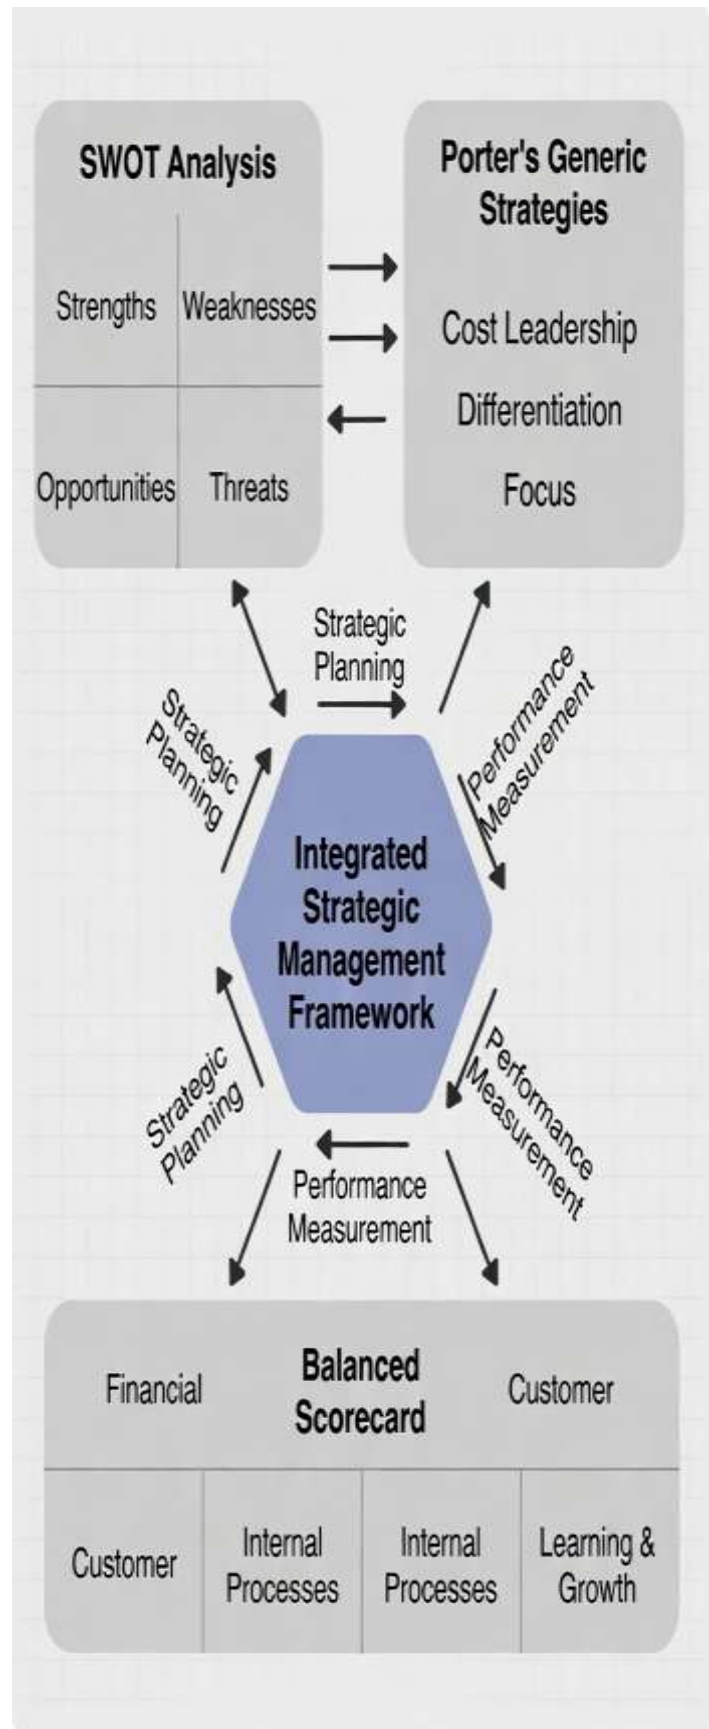 SWOT Analysis
Strengths
Weaknesses
Opportunities
Threats
Porter's Generic
Strategies
Cost Leadership
Differentiation
Focus
Strategic
Planning
Strategic
Planning
Performance
Measurement
Integrated
Strategic
Management
Framework
Strategic
Planning
Performance
Measurement
Performance
Measurement
Financial
Balanced
Scorecard
Customer
Customer
Internal
Processes
Internal
Processes
Learning &
Growth